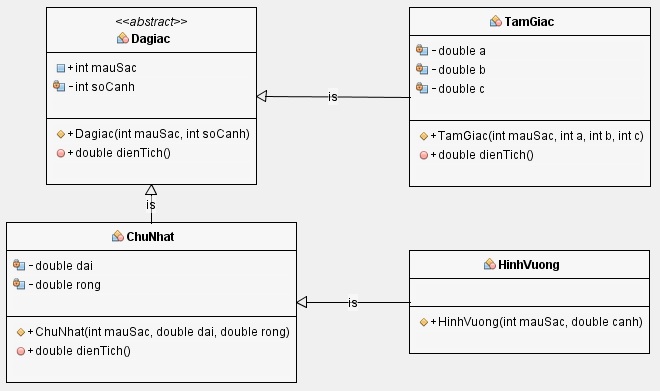 <<abstract>>
Dagiac
+ int mauSac
- int soCanh
+ Dagiac(int mauSac, int soCanh)
+ double dienTich()
TamGiac
- double a
- double b
- double c
+ TamGiac(int mauSac, int a, int b, int c)
+ double dienTich()
is
is
ChuNhat
- double dai
- double rong
+ ChuNhat(int mauSac, double dai, double rong)
+ double dienTich()
is
HinhVuong
+ HinhVuong(int mauSac, double canh)